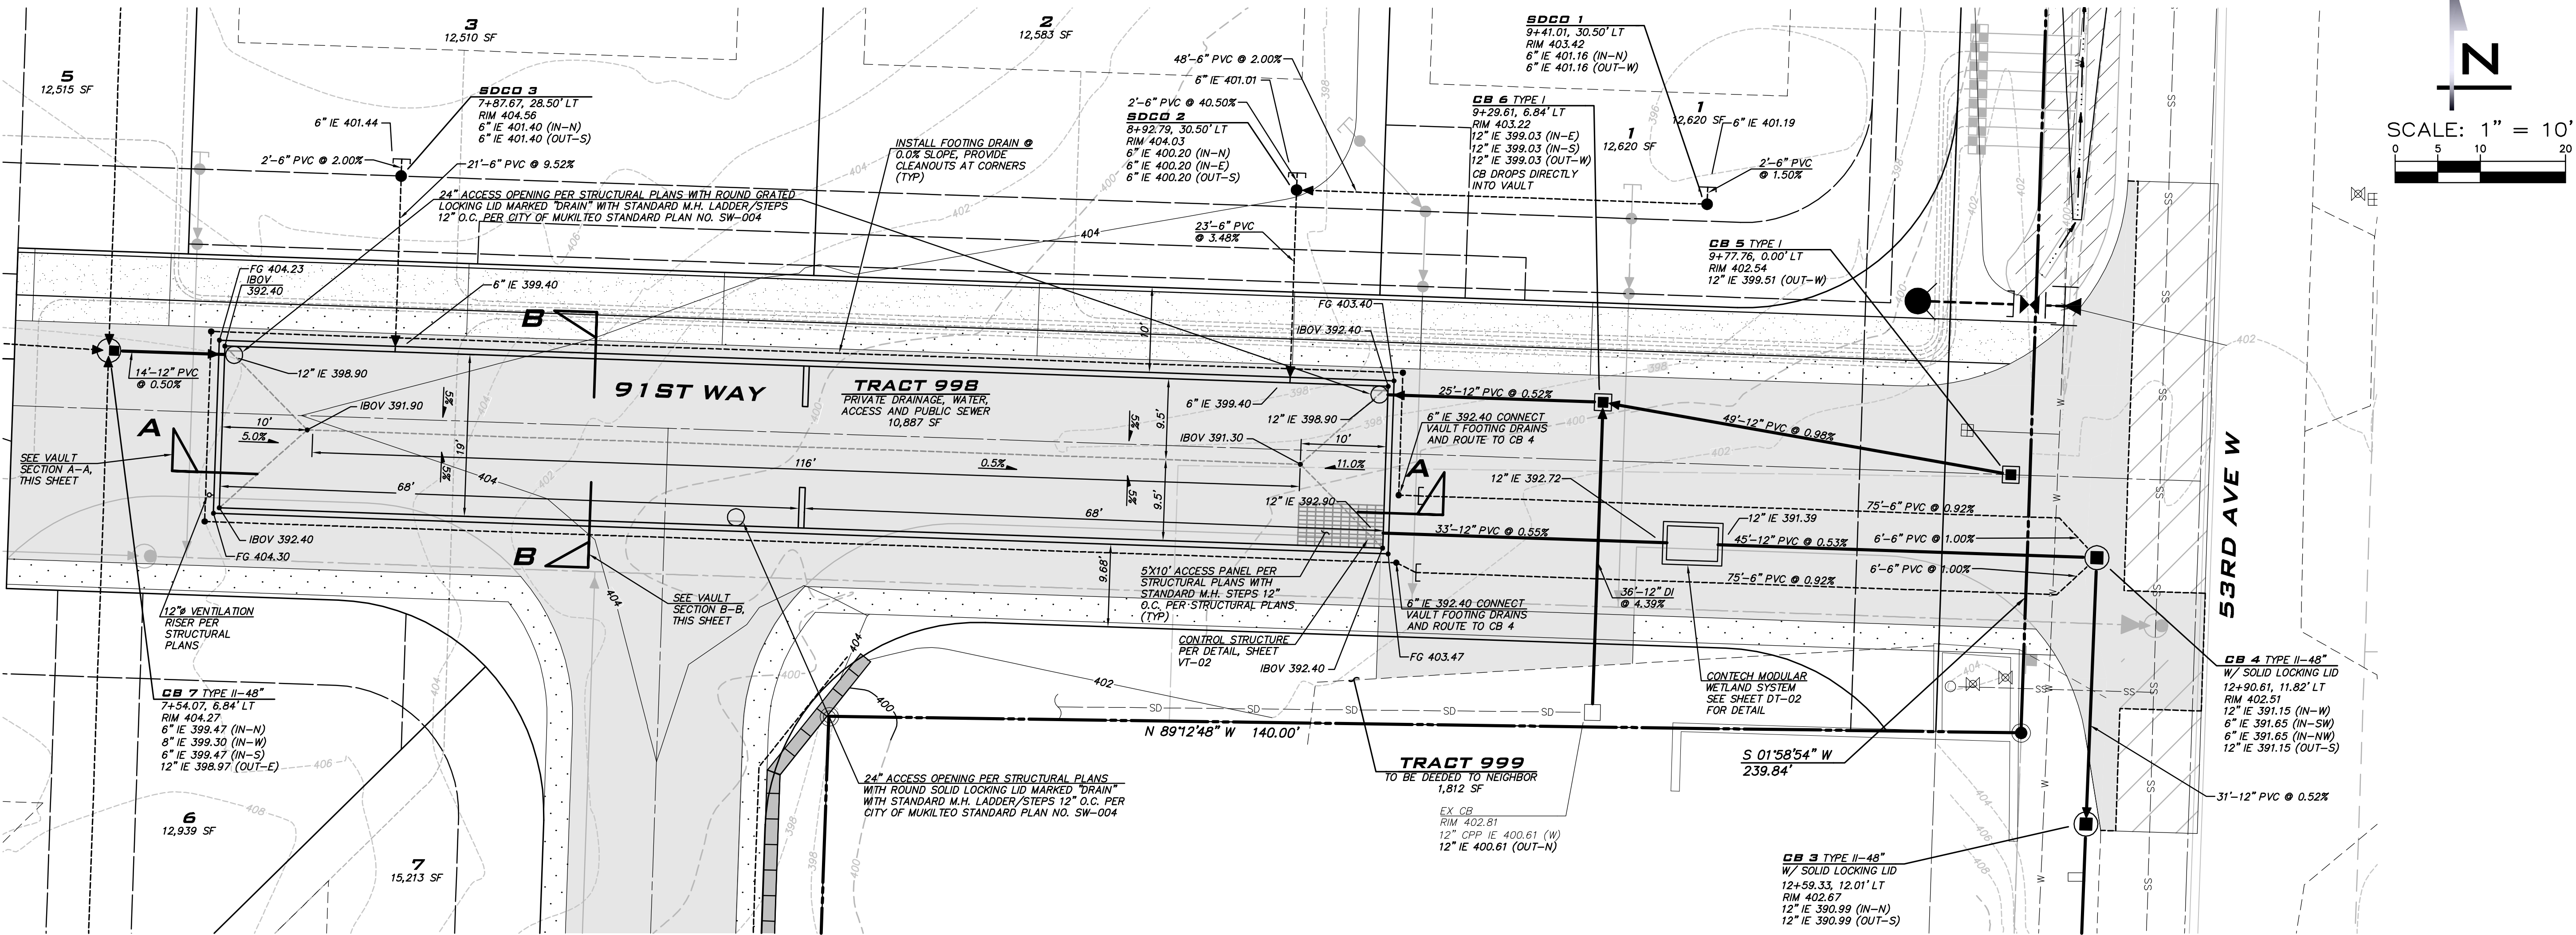 5
12,515 SF
3
12,510 SF
2
12,583 SF
SDCO 1
9+41.01, 30.50' LT
RIM 403.42
6" IE 401.16 (IN-N)
6" IE 401.16 (OUT-W)
N
SCALE: 1" = 10'
0 5 10 20
48'-6" PVC @ 2.00%
6" IE 401.01
2'-6" PVC @ 40.50%
SDCO 2
8+92.79, 30.50' LT
RIM 404.03
6" IE 400.20 (IN-N)
6" IE 400.20 (IN-E)
6" IE 400.20 (OUT-S)
SDCO 3
7+87.67, 28.50' LT
RIM 404.56
6" IE 401.40 (IN-N)
6" IE 401.40 (OUT-S)
6" IE 401.44
2'-6" PVC @ 2.00%
21'-6" PVC @ 9.52%
24" ACCESS OPENING PER STRUCTURAL PLANS WITH ROUND GRATED
LOCKING LID MARKED "DRAIN" WITH STANDARD M.H. LADDER/STEPS
12" O.C. PER CITY OF MUKILTEO STANDARD PLAN NO. SW-004
INSTALL FOOTING DRAIN @
0.0% SLOPE, PROVIDE
CLEANOUTS AT CORNERS
(TYP)
CB 6 TYPE I
9+29.61, 6.84' LT
RIM 403.22
12" IE 399.03 (IN-E)
12" IE 399.03 (IN-S)
12" IE 399.03 (OUT-W)
CB DROPS DIRECTLY
INTO VAULT
1
12,620 SF
1
12,620 SF
6" IE 401.19
2'-6" PVC
@ 1.50%
23'-6" PVC
@ 3.48%
CB 5 TYPE I
9+77.76, 0.00' LT
RIM 402.54
12" IE 399.51 (OUT-W)
FG 404.23
IBOV
392.40
6" IE 399.40
B
10'
FG 403.40
IBOV 392.40
14'-12" PVC
@ 0.50%
12" IE 398.90
91ST WAY
TRACT 998
PRIVATE DRAINAGE, WATER,
ACCESS AND PUBLIC SEWER
10,887 SF
6" IE 399.40
12" IE 398.90
25'-12" PVC @ 0.52%
49'-12" PVC @ 0.98%
6" IE 392.40 CONNECT
VAULT FOOTING DRAINS
AND ROUTE TO CB 4
A
10'
5.0%
IBOV 391.90
5%
5%
19'
116'
0.5%
5%
5%
9.5'
9.5'
IBOV 391.30
10'
11.0%
A
SEE VAULT
SECTION A-A,
THIS SHEET
68'
68'
12" IE 392.90
12" IE 392.72
33'-12" PVC @ 0.55%
12" IE 391.39
45'-12" PVC @ 0.53%
75'-6" PVC @ 0.92%
6'-6" PVC @ 1.00%
6'-6" PVC @ 1.00%
75'-6" PVC @ 0.92%
53RD AVE W
IBOV 392.40
FG 404.30
B
SEE VAULT
SECTION B-B,
THIS SHEET
9.68'
5'X10' ACCESS PANEL PER
STRUCTURAL PLANS WITH
STANDARD M.H. STEPS 12"
O.C. PER STRUCTURAL PLANS
(TYP)
6" IE 392.40 CONNECT
VAULT FOOTING DRAINS
AND ROUTE TO CB 4
36'-12" DI
@ 4.39%
12"ø VENTILATION
RISER PER
STRUCTURAL
PLANS
CONTROL STRUCTURE
PER DETAIL, SHEET
VT-02
IBOV 392.40
FG 403.47
CONTECH MODULAR
WETLAND SYSTEM
SEE SHEET DT-02
FOR DETAIL
CB 4 TYPE II-48"
W/ SOLID LOCKING LID
12+90.61, 11.82' LT
RIM 402.51
12" IE 391.15 (IN-W)
6" IE 391.65 (IN-SW)
6" IE 391.65 (IN-NW)
12" IE 391.15 (OUT-S)
CB 7 TYPE II-48"
7+54.07, 6.84' LT
RIM 404.27
6" IE 399.47 (IN-N)
8" IE 399.30 (IN-W)
6" IE 399.47 (IN-S)
12" IE 398.97 (OUT-E)
N 89°12'48" W 140.00'
S 01°58'54" W
239.84'
TRACT 999
TO BE DEEDED TO NEIGHBOR
1,812 SF
24" ACCESS OPENING PER STRUCTURAL PLANS
WITH ROUND SOLID LOCKING LID MARKED "DRAIN"
WITH STANDARD M.H. LADDER/STEPS 12" O.C. PER
CITY OF MUKILTEO STANDARD PLAN NO. SW-004
EX CB
RIM 402.81
12" CPP IE 400.61 (W)
12" IE 400.61 (OUT-N)
31'-12" PVC @ 0.52%
6
12,939 SF
7
15,213 SF
CB 3 TYPE II-48"
W/ SOLID LOCKING LID
12+59.33, 12.01' LT
RIM 402.67
12" IE 390.99 (IN-N)
12" IE 390.99 (OUT-S)